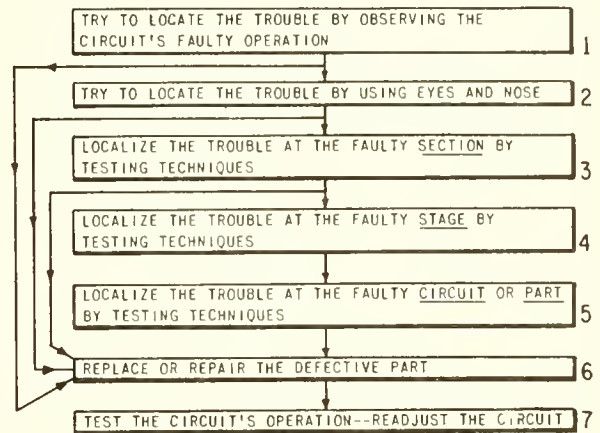 TRY TO LOCATE THE TROUBLE BY OBSERVING THE
CIRCUIT'S FAULTY OPERATION
1
TRY TO LOCATE THE TROUBLE BY USING EYES AND NOSE
2
LOCALIZE THE TROUBLE AT THE FAULTY SECTION BY
TESTING TECHNIQUES
3
LOCALIZE THE TROUBLE AT THE FAULTY STAGE BY
TESTING TECHNIQUES
4
LOCALIZE THE TROUBLE AT THE FAULTY CIRCUIT OR PART
BY TESTING TECHNIQUES
5
REPLACE OR REPAIR THE DEFECTIVE PART
6
TEST THE CIRCUIT'S OPERATION--READJUST THE CIRCUIT
7